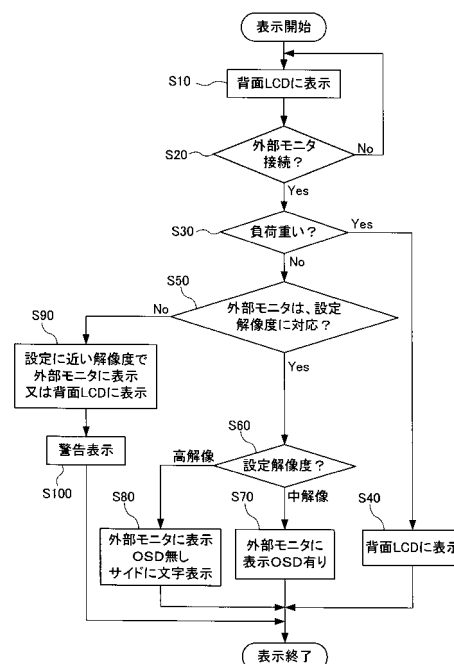 表示開始
S10
背面LCDに表示
S20
外部モニタ
接続？
No
Yes
S30
負荷重い？
Yes
No
S50
外部モニタは、設定
解像度に対応？
No
Yes
S90
設定に近い解像度で
外部モニタに表示
又は背面LCDに表示
警告表示
S100
S60
設定解像度？
高解像
中解像
S80
外部モニタに表示
OSD無し
サイドに文字表示
S70
外部モニタに
表示OSD有り
S40
背面LCDに表示
表示終了